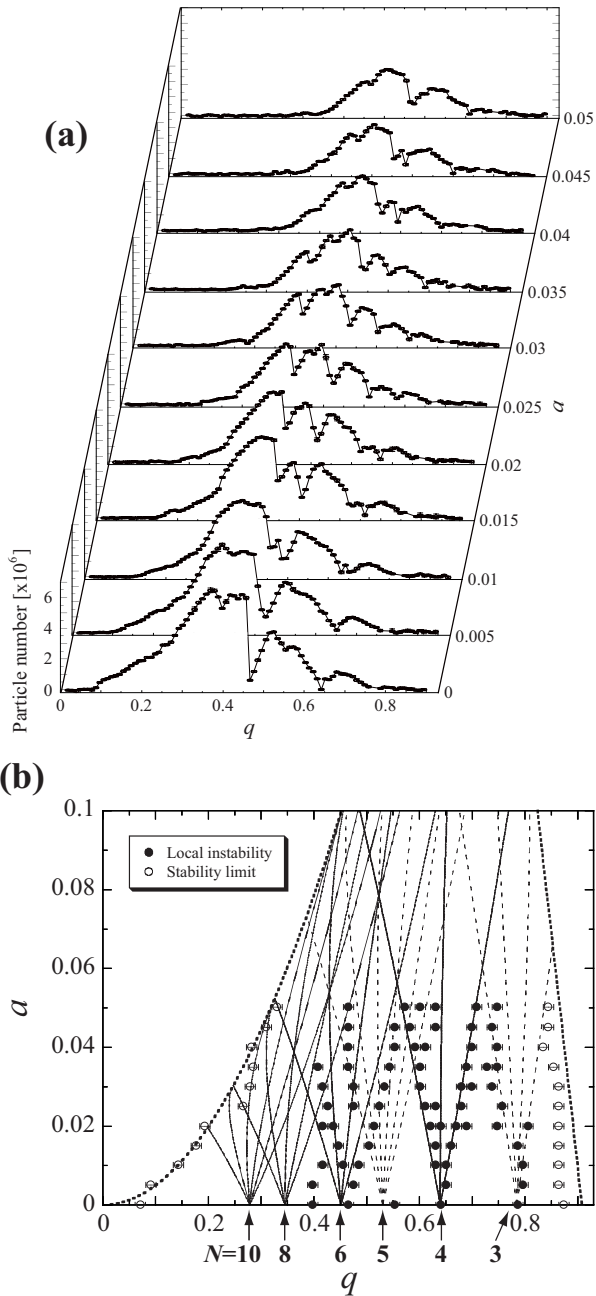 (a)
0.05
0.045
0.04
0.035
0.03
0.025
0.02
0.015
0.01
0.005
0
a
Particle number [x10⁶]
6
4
2
0
0 0.2 0.4 0.6 0.8
q
(b)
0.1
0.08
0.06
0.04
0.02
0
a
Local instability
Stability limit
0.2 0.4 0.6 0.8
N=10 8 6 5 4 3
q